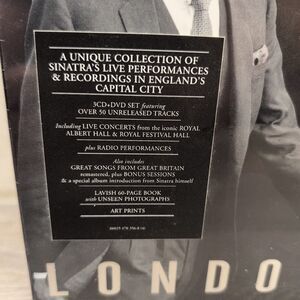 A UNIQUE COLLECTION OF
SINATRA'S LIVE PERFORMANCES
& RECORDINGS IN ENGLAND'S
CAPITAL CITY
3CD+DVD SET featuring
OVER 50 UNRELEASED TRACKS
Including LIVE CONCERTS from the iconic ROYAL
ALBERT HALL & ROYAL FESTIVAL HALL
plus RADIO PERFORMANCES
Also includes
GREAT SONGS FROM GREAT BRITAIN
remastered, plus BONUS SESSIONS
& a special album introduction from Sinatra himself
LAVISH 60-PAGE BOOK
with UNSEEN PHOTOGRAPHS
ART PRINTS
LONDO